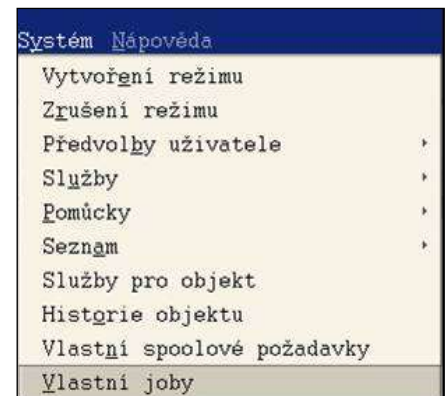 Systém Nápověda
Vytvoření režimu
Zrušení režimu
Předvolby uživatele
Služby
Pomůcky
Seznam
Služby pro objekt
Historie objektu
Vlastní spoolové požadavky
Vlastní joby